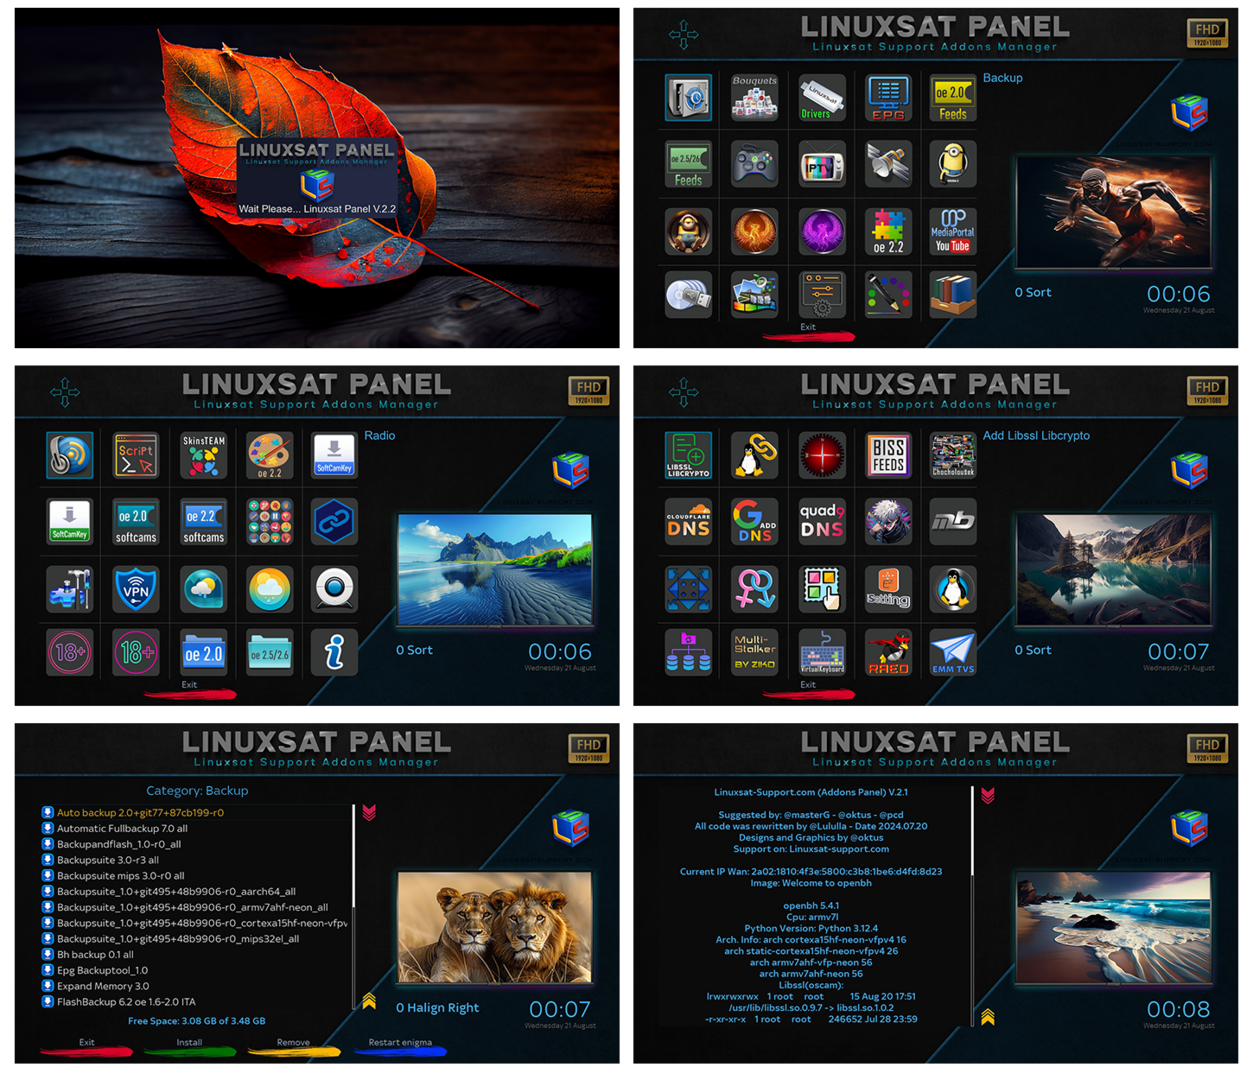 LINUXSAT PANEL
Linuxsat Support Addons Manager
Wait Please... Linuxsat Panel V.2.2
LINUXSAT PANEL
Linuxsat Support Addons Manager
FHD
1920x1080
Bouquets
Linuxsat
Drivers
EPG
oe 2.0
Feeds
Backup
oe 2.5/26
Feeds
IPTV
oe 2.2
MediaPortal
YouTube
0 Sort
00:06
Wednesday 21 August
Exit
LINUXSAT PANEL
Linuxsat Support Addons Manager
FHD
1920x1080
SCRiPT
SkinsTEAM
oe 2.2
SoftCamKey
Radio
SoftCamKey
oe 2.0
softcams
oe 2.2
softcams
VPN
18+
18+
oe 2.0
oe 2.5/2.6
0 Sort
00:06
Wednesday 21 August
Exit
LINUXSAT PANEL
Linuxsat Support Addons Manager
FHD
1920x1080
LIBSSL
LIBCRYPTO
BISS
FEEDS
Chocholousek
Add Libssl Libcrypto
CLOUDFLARE
DNS
G ADD
DNS
quad9
DNS
mb
Setting
Multi-
Stalker
BY ZIKO
VirtualKeyboard
RAED
EMM TVS
0 Sort
00:07
Wednesday 21 August
Exit
LINUXSAT PANEL
Linuxsat Support Addons Manager
FHD
1920x1080
Category: Backup
Auto backup 2.0+git77+87cb199-r0
Automatic Fullbackup 7.0 all
Backupandflash_1.0-r0_all
Backupsuite 3.0-r3 all
Backupsuite mips 3.0-r0 all
Backupsuite_1.0+git495+48b9906-r0_aarch64_all
Backupsuite_1.0+git495+48b9906-r0_armv7ahf-neon_all
Backupsuite_1.0+git495+48b9906-r0_cortexa15hf-neon-vfpv
Backupsuite_1.0+git495+48b9906-r0_mips32el_all
Bh backup 0.1 all
Epg Backuptool_1.0
Expand Memory 3.0
FlashBackup 6.2 oe 1.6-2.0 ITA
Free Space: 3.08 GB of 3.48 GB
0 Halign Right
00:07
Wednesday 21 August
Exit
Install
Remove
Restart enigma
LINUXSAT PANEL
Linuxsat Support Addons Manager
FHD
1920x1080
Linuxsat-Support.com (Addons Panel) V.2.1
Suggested by: @masterG - @oktus - @pcd
All code was rewritten by @Lululla - Date 2024.07.20
Designs and Graphics by @oktus
Support on: Linuxsat-support.com
Current IP Wan: 2a02:1810:4f3e:5800:c3b8:1be6:d4fd:8d23
Image: Welcome to openbh
openbh 5.4.1
Cpu: armv7l
Python Version: Python 3.12.4
Arch. Info: arch cortexa15hf-neon-vfpv4 16
arch static-cortexa15hf-neon-vfpv4 26
arch armv7ahf-vfp-neon 56
arch armv7ahf-neon 56
Libssl(oscam):
lrwxrwxrwx 1 root root 15 Aug 20 17:51
/usr/lib/libssl.so.0.9.7 -> libssl.so.1.0.2
-r-xr-xr-x 1 root root 246652 Jul 28 23:59
00:08
Wednesday 21 August